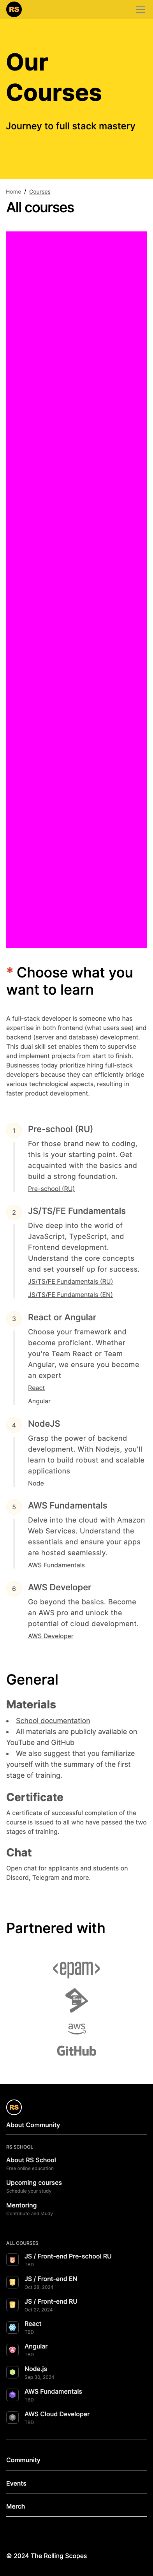 RS
Our
Courses
Journey to full stack mastery
Home / Courses
All courses
* Choose what you
want to learn
A full-stack developer is someone who has
expertise in both frontend (what users see) and
backend (server and database) development.
This dual skill set enables them to supervise
and implement projects from start to finish.
Businesses today prioritize hiring full-stack
developers because they can efficiently bridge
various technological aspects, resulting in
faster product development.
1
Pre-school (RU)
For those brand new to coding,
this is your starting point. Get
acquainted with the basics and
build a strong foundation.
Pre-school (RU)
2
JS/TS/FE Fundamentals
Dive deep into the world of
JavaScript, TypeScript, and
Frontend development.
Understand the core concepts
and set yourself up for success.
JS/TS/FE Fundamentals (RU)
JS/TS/FE Fundamentals (EN)
3
React or Angular
Choose your framework and
become proficient. Whether
you're Team React or Team
Angular, we ensure you become
an expert
React
Angular
4
NodeJS
Grasp the power of backend
development. With Nodejs, you'll
learn to build robust and scalable
applications
Node
5
AWS Fundamentals
Delve into the cloud with Amazon
Web Services. Understand the
essentials and ensure your apps
are hosted seamlessly.
AWS Fundamentals
6
AWS Developer
Go beyond the basics. Become
an AWS pro and unlock the
potential of cloud development.
AWS Developer
General
Materials
• School documentation
• All materials are publicly available on
YouTube and GitHub
• We also suggest that you familiarize
yourself with the summary of the first
stage of training.
Certificate
A certificate of successful completion of the
course is issued to all who have passed the two
stages of training.
Chat
Open chat for applicants and students on
Discord, Telegram and more.
Partnered with
<epam>
aws
GitHub
RS
About Community
RS SCHOOL
About RS School
Free online education
Upcoming courses
Schedule your study
Mentoring
Contribute and study
ALL COURSES
JS / Front-end Pre-school RU
TBD
JS / Front-end EN
Oct 28, 2024
JS / Front-end RU
Oct 27, 2024
React
TBD
Angular
TBD
Node.js
Sep 30, 2024
AWS Fundamentals
TBD
AWS Cloud Developer
TBD
Community
Events
Merch
© 2024 The Rolling Scopes